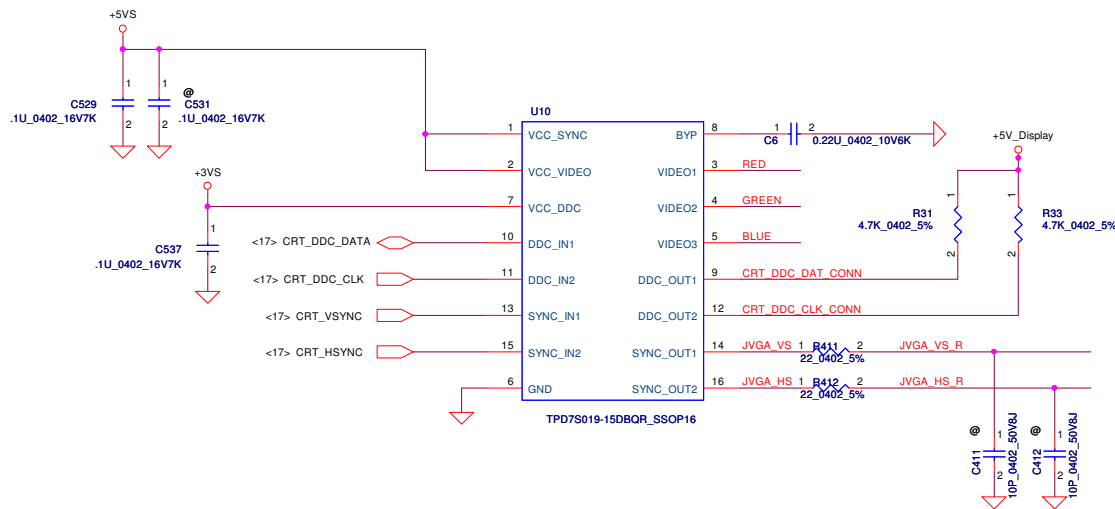 +5VS
1
1
@
C529
C531
.1U_0402_16V7K
.1U_0402_16V7K
2
2
+3VS
1
C537
.1U_0402_16V7K
2
U10
1 VCC_SYNC
BYP 8
1 2
C6 0.22U_0402_10V6K
2 VCC_VIDEO
VIDEO1 3 RED
7 VCC_DDC
VIDEO2 4 GREEN
<17> CRT_DDC_DATA 10 DDC_IN1
VIDEO3 5 BLUE
<17> CRT_DDC_CLK 11 DDC_IN2
DDC_OUT1 9 CRT_DDC_DAT_CONN
<17> CRT_VSYNC 13 SYNC_IN1
DDC_OUT2 12 CRT_DDC_CLK_CONN
<17> CRT_HSYNC 15 SYNC_IN2
SYNC_OUT1 14 JVGA_VS 1 R411 2 JVGA_VS_R
22_0402_5%
6 GND
SYNC_OUT2 16 JVGA_HS 1 R412 2 JVGA_HS_R
22_0402_5%
TPD7S019-15DBQR_SSOP16
+5V_Display
1
1
R31
R33
4.7K_0402_5%
4.7K_0402_5%
2
2
@
1
C411
2
10P_0402_50V8J
@
1
C412
2
10P_0402_50V8J